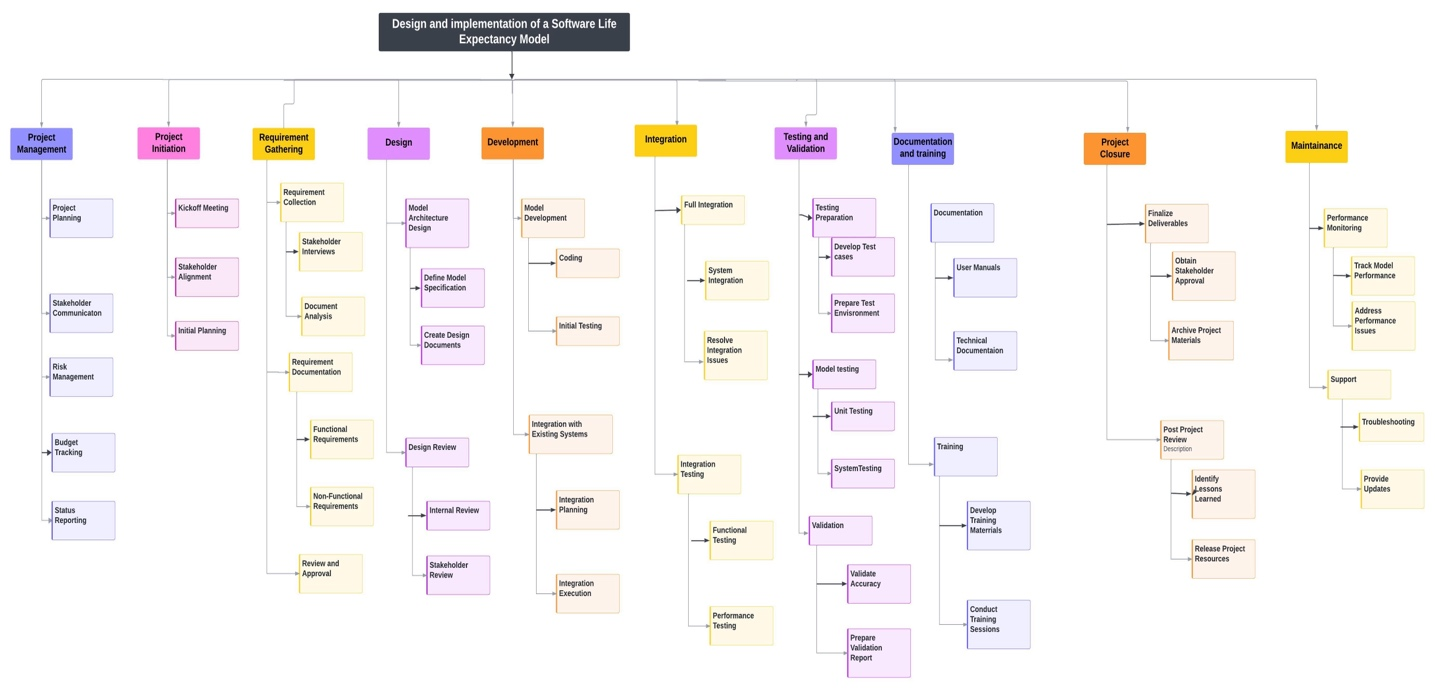 Design and implementation of a Software Life
Expectancy Model
Project
Management
Project
Planning
Stakeholder
Communicaton
Risk
Management
Budget
Tracking
Status
Reporting
Project
Initiation
Kickoff Meeting
Stakeholder
Alignment
Initial Planning
Requirement
Gathering
Requirement
Collection
Stakeholder
Interviews
Document
Analysis
Requirement
Documentation
Functional
Requirements
Non-Functional
Requirements
Review and
Approval
Design
Model
Architecture
Design
Define Model
Specification
Create Design
Documents
Design Review
Internal Review
Stakeholder
Review
Development
Model
Development
Coding
Initial Testing
Integration with
Existing Systems
Integration
Planning
Integration
Execution
Integration
Full Integration
System
Integration
Resolve
Integration
Issues
Integration
Testing
Functional
Testing
Performance
Testing
Testing and
Validation
Testing
Preparation
Develop Test
cases
Prepare Test
Envisronment
Model testing
Unit Testing
SystemTesting
Validation
Validate
Accuracy
Prepare
Validation
Report
Documentation
and training
Documentation
User Manuals
Technical
Documentaion
Training
Develop
Training
Materrials
Conduct
Training
Sessions
Project
Closure
Finalize
Deliverables
Obtain
Stakeholder
Approval
Archive Project
Materials
Post Project
Review
Description
Identify
Lessons
Learned
Release Project
Resources
Maintainance
Performance
Monitoring
Track Model
Performance
Address
Performance
Issues
Support
Troubleshooting
Provide
Updates